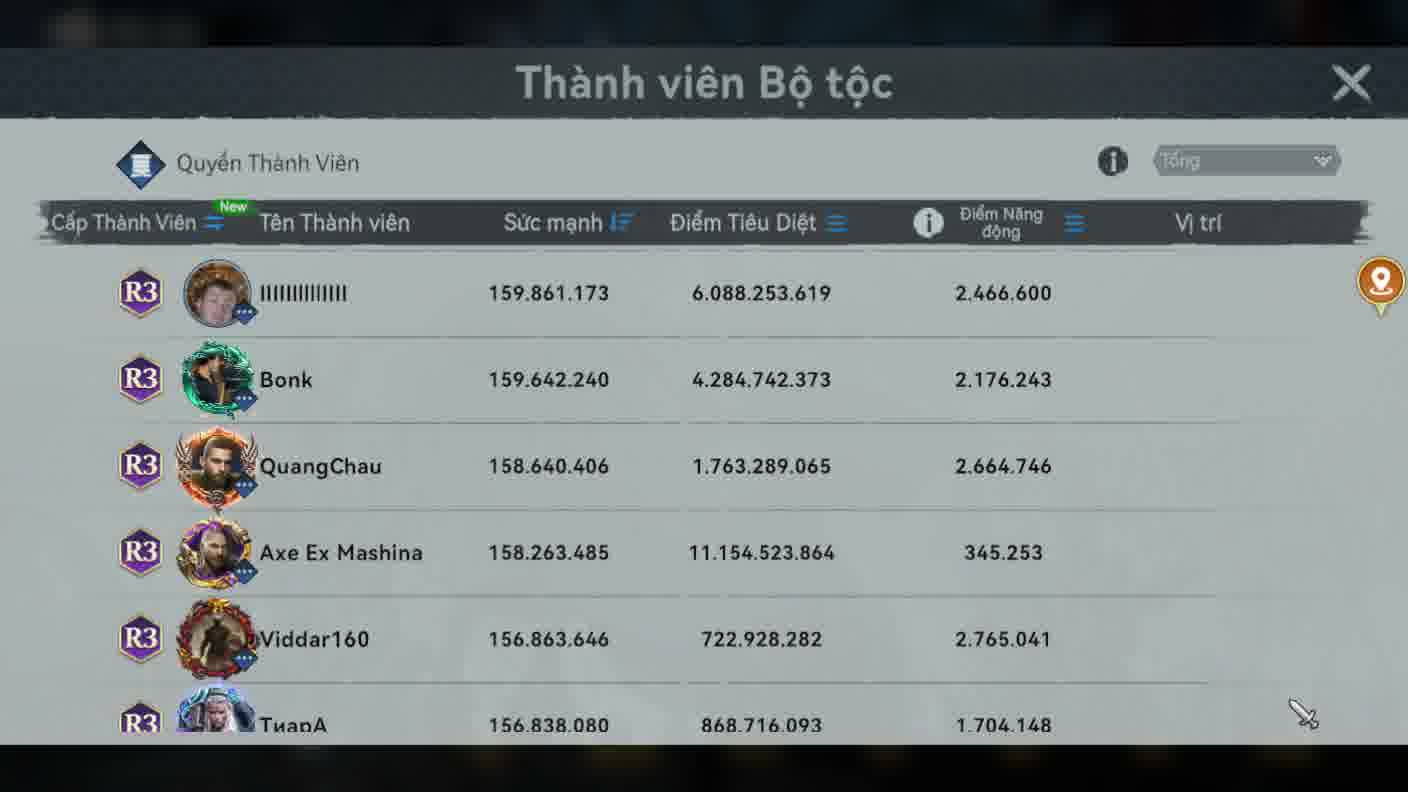 Thành viên Bộ tộc
Quyển Thành Viên
Tổng
New
Cấp Thành Viên Tên Thành viên Sức mạnh Điểm Tiêu Diệt Điểm Năng động Vị trí
R3 IIIIIIIIIIIIII 159.861.173 6.088.253.619 2.466.600
R3 Bonk 159.642.240 4.284.742.373 2.176.243
R3 QuangChau 158.640.406 1.763.289.065 2.664.746
R3 Axe Ex Mashina 158.263.485 11.154.523.864 345.253
R3 Viddar160 156.863.646 722.928.282 2.765.041
R3 ТиарА 156.838.080 868.716.093 1.704.148